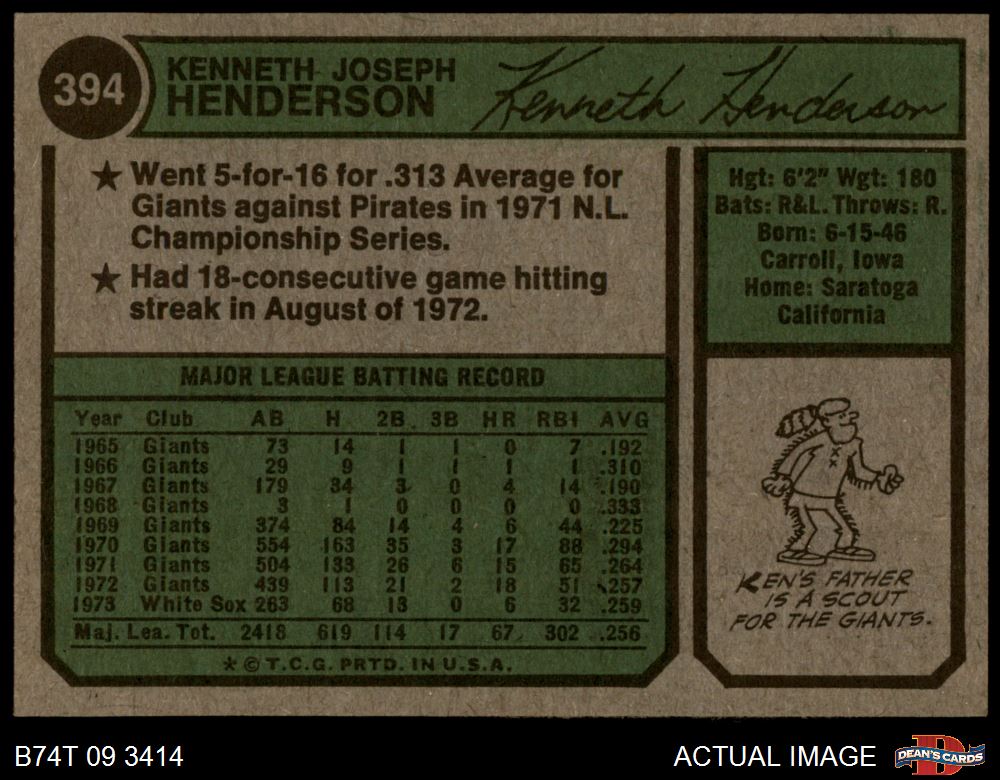 394
KENNETH JOSEPH
HENDERSON
Kenneth Henderson
★ Went 5-for-16 for .313 Average for
Giants against Pirates in 1971 N.L.
Championship Series.
★ Had 18-consecutive game hitting
streak in August of 1972.
Hgt: 6'2" Wgt: 180
Bats: R&L. Throws: R.
Born: 6-15-46
Carroll, Iowa
Home: Saratoga
California
MAJOR LEAGUE BATTING RECORD
Year Club AB H 2B 3B HR RBI AVG
1965 Giants 73 14 1 1 0 7 .192
1966 Giants 29 9 1 1 1 1 .310
1967 Giants 179 34 3 0 4 14 .190
1968 Giants 3 1 0 0 0 0 .333
1969 Giants 374 84 14 4 6 44 .225
1970 Giants 554 163 35 3 17 88 .294
1971 Giants 504 133 26 6 15 65 .264
1972 Giants 439 113 21 2 18 51 .257
1973 White Sox 263 68 13 0 6 32 .259
Maj. Lea. Tot. 2418 619 114 17 67 302 .256
★ © T.C.G. PRTD. IN U.S.A.
KEN'S FATHER
IS A SCOUT
FOR THE GIANTS.
B74T 09 3414
ACTUAL IMAGE
D
DEAN'S CARDS